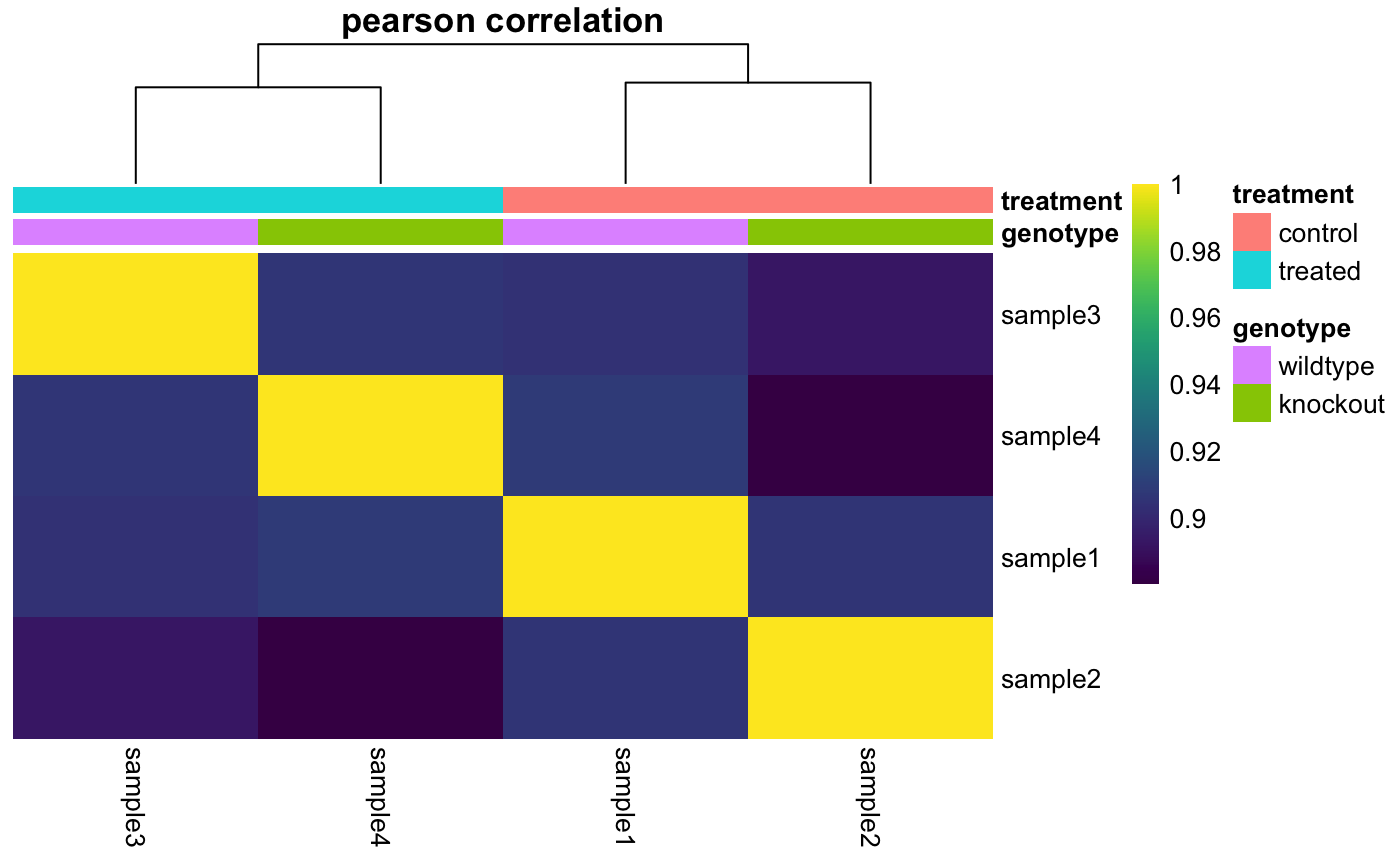 pearson correlation
treatment
genotype
sample3
sample4
sample1
sample2
sample3
sample4
sample1
sample2
1
0.98
0.96
0.94
0.92
0.9
treatment
control
treated
genotype
wildtype
knockout